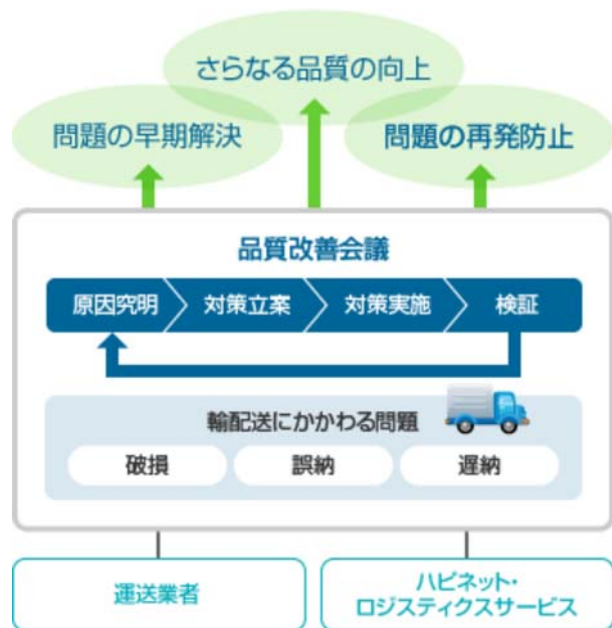 さらなる品質の向上
問題の早期解決
問題の再発防止
品質改善会議
原因究明
対策立案
対策実施
検証
輸配送にかかわる問題
破損
誤納
遅納
運送業者
ハピネット・
ロジスティクスサービス